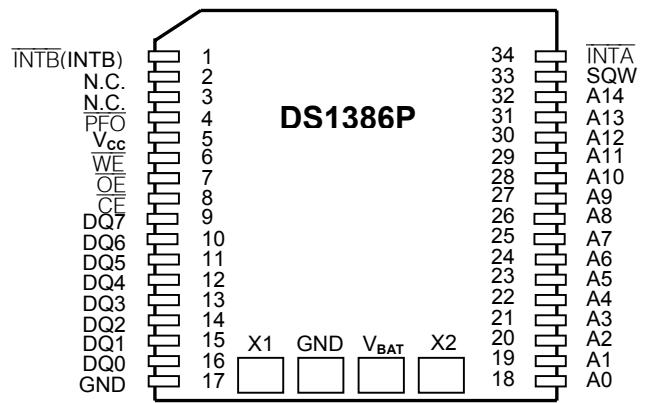 INTB(INTB) 1 34 INTA
N.C. 2 33 SQW
N.C. 3 32 A14
PFO 4 DS1386P 31 A13
VCC 5 30 A12
WE 6 29 A11
OE 7 28 A10
CE 8 27 A9
DQ7 9 26 A8
DQ6 10 25 A7
DQ5 11 24 A6
DQ4 12 23 A5
DQ3 13 22 A4
DQ2 14 21 A3
DQ1 15 X1 GND VBAT X2 20 A2
DQ0 16 19 A1
GND 17 18 A0